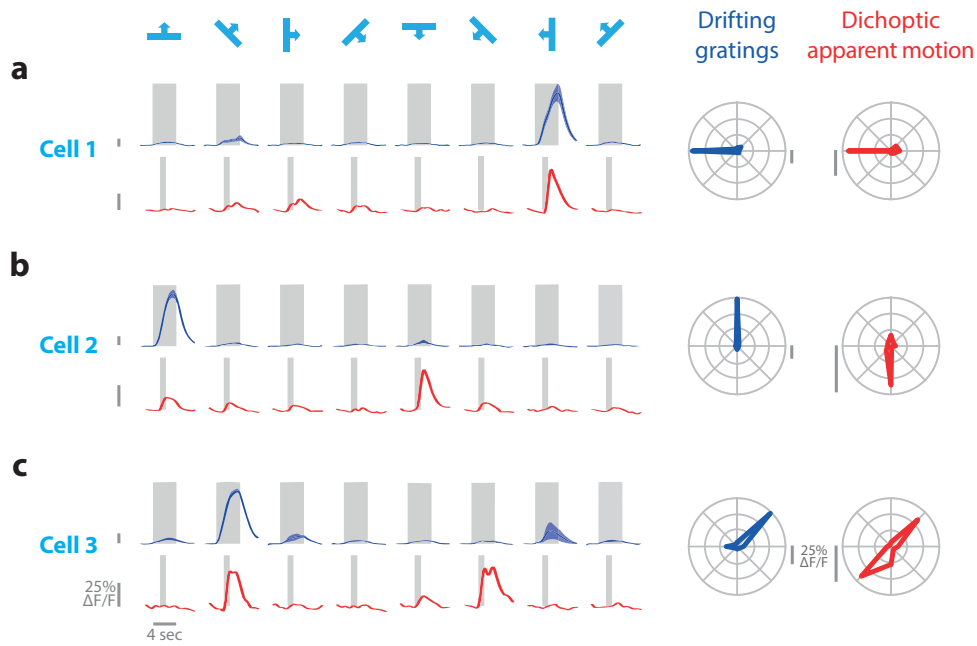 Drifting
gratings
Dichoptic
apparent motion
a
Cell 1
b
Cell 2
c
Cell 3
25%
ΔF/F
25%
ΔF/F
4 sec